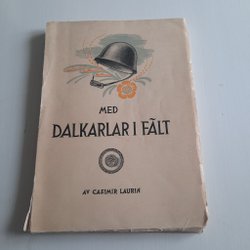 MED
DALKARLAR I FÄLT
AV CASIMIR LAURIN